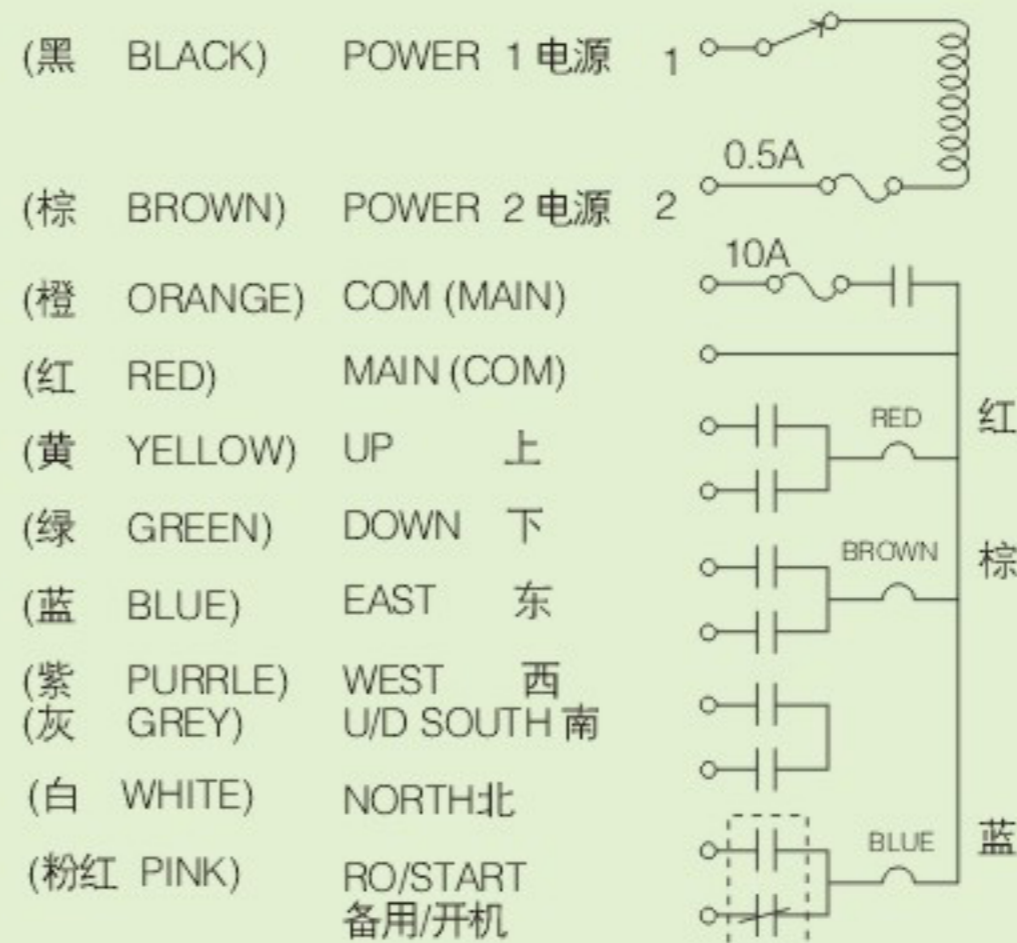 (黑 BLACK) POWER 1 电源 1
0.5A
(棕 BROWN) POWER 2 电源 2
10A
(橙 ORANGE) COM (MAIN)
(红 RED) MAIN (COM)
RED 红
(黄 YELLOW) UP 上
(绿 GREEN) DOWN 下
BROWN 棕
(蓝 BLUE) EAST 东
(紫 PURRLE) WEST 西
(灰 GREY) U/D SOUTH 南
(白 WHITE) NORTH北
BLUE 蓝
(粉红 PINK) RO/START
备用/开机